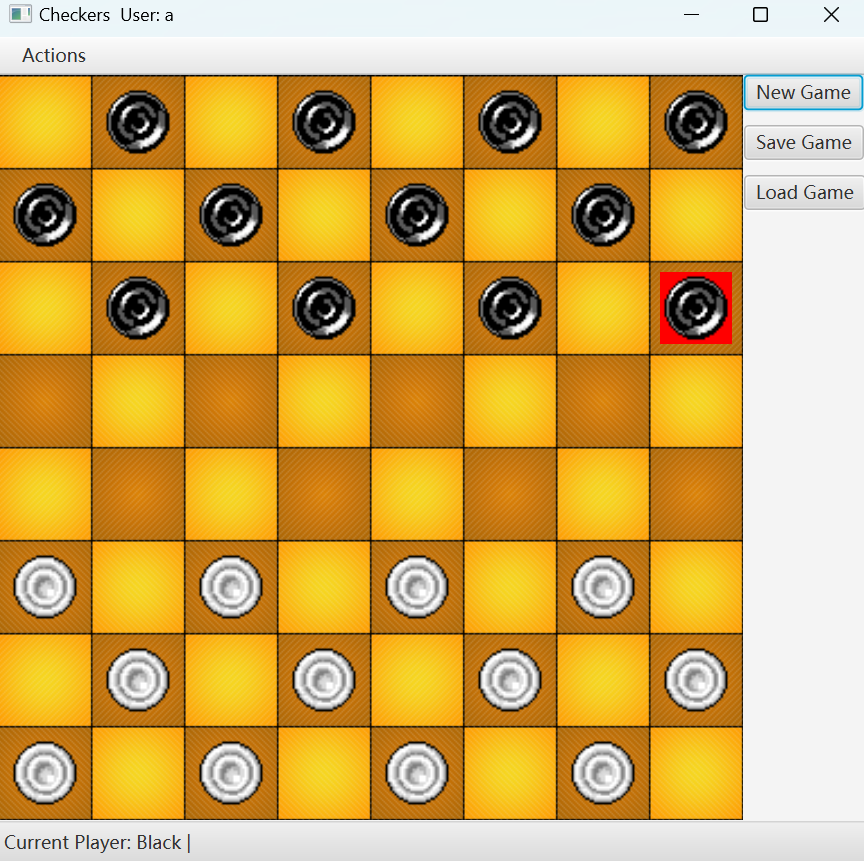 Checkers  User: a
Actions
New Game
Save Game
Load Game
Current Player: Black |